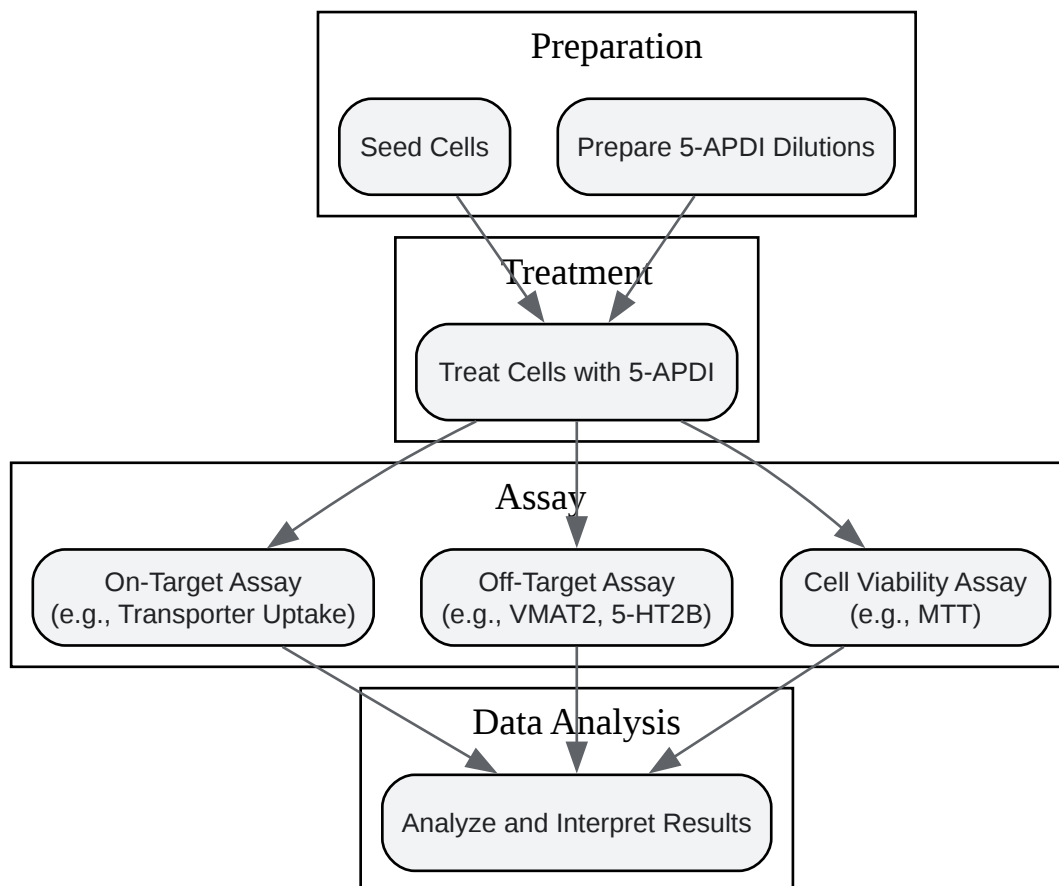 Preparation
Seed Cells
Prepare 5-APDI Dilutions
Treatment
Treat Cells with 5-APDI
Assay
On-Target Assay
(e.g., Transporter Uptake)
Off-Target Assay
(e.g., VMAT2, 5-HT2B)
Cell Viability Assay
(e.g., MTT)
Data Analysis
Analyze and Interpret Results